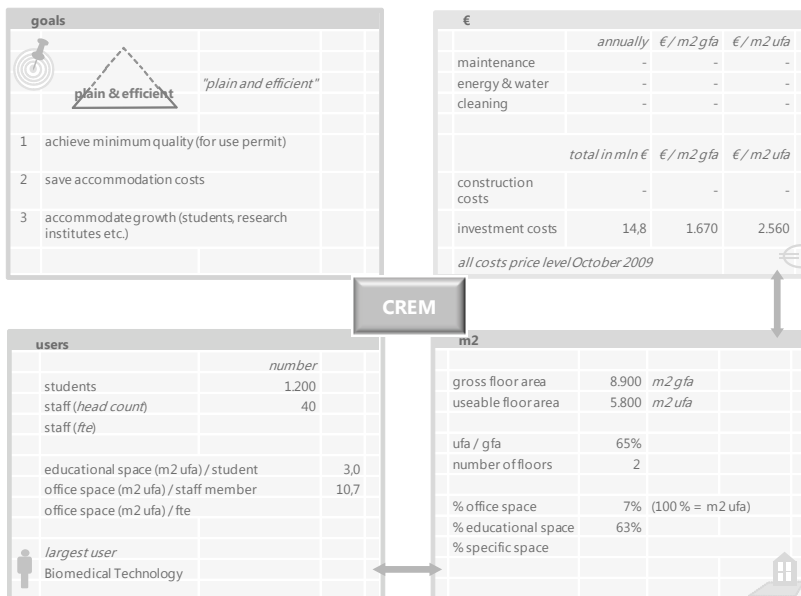 goals
plain & efficient
"plain and efficient"
1 achieve minimum quality (for use permit)
2 save accommodation costs
3 accommodate growth (students, research
institutes etc.)
€
annually € / m2 gfa € / m2 ufa
maintenance - - -
energy & water - - -
cleaning - - -
total in mln € € / m2 gfa € / m2 ufa
construction
costs - - -
investment costs 14,8 1.670 2.560
all costs price level October 2009
€
CREM
users
number
students 1.200
staff (head count) 40
staff (fte)
educational space (m2 ufa) / student 3,0
office space (m2 ufa) / staff member 10,7
office space (m2 ufa) / fte
largest user
Biomedical Technology
m2
gross floor area 8.900 m2 gfa
useable floor area 5.800 m2 ufa
ufa / gfa 65%
number of floors 2
% office space 7% (100 % = m2 ufa)
% educational space 63%
% specific space